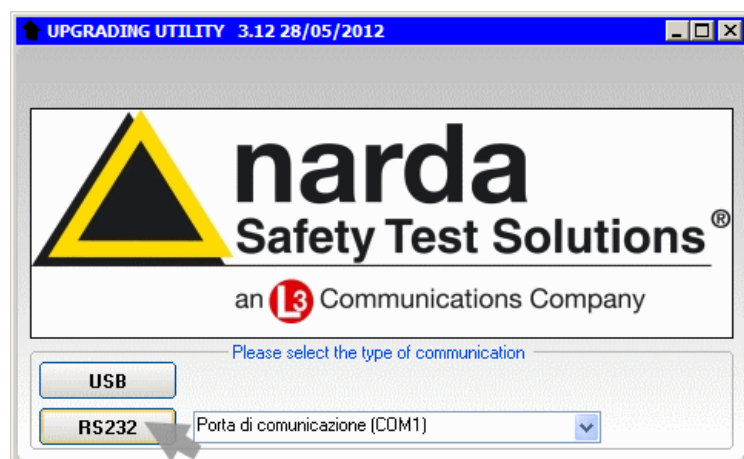 UPGRADING UTILITY 3.12 28/05/2012
narda
Safety Test Solutions®
an L3 Communications Company
Please select the type of communication
USB
RS232
Porta di comunicazione (COM1)